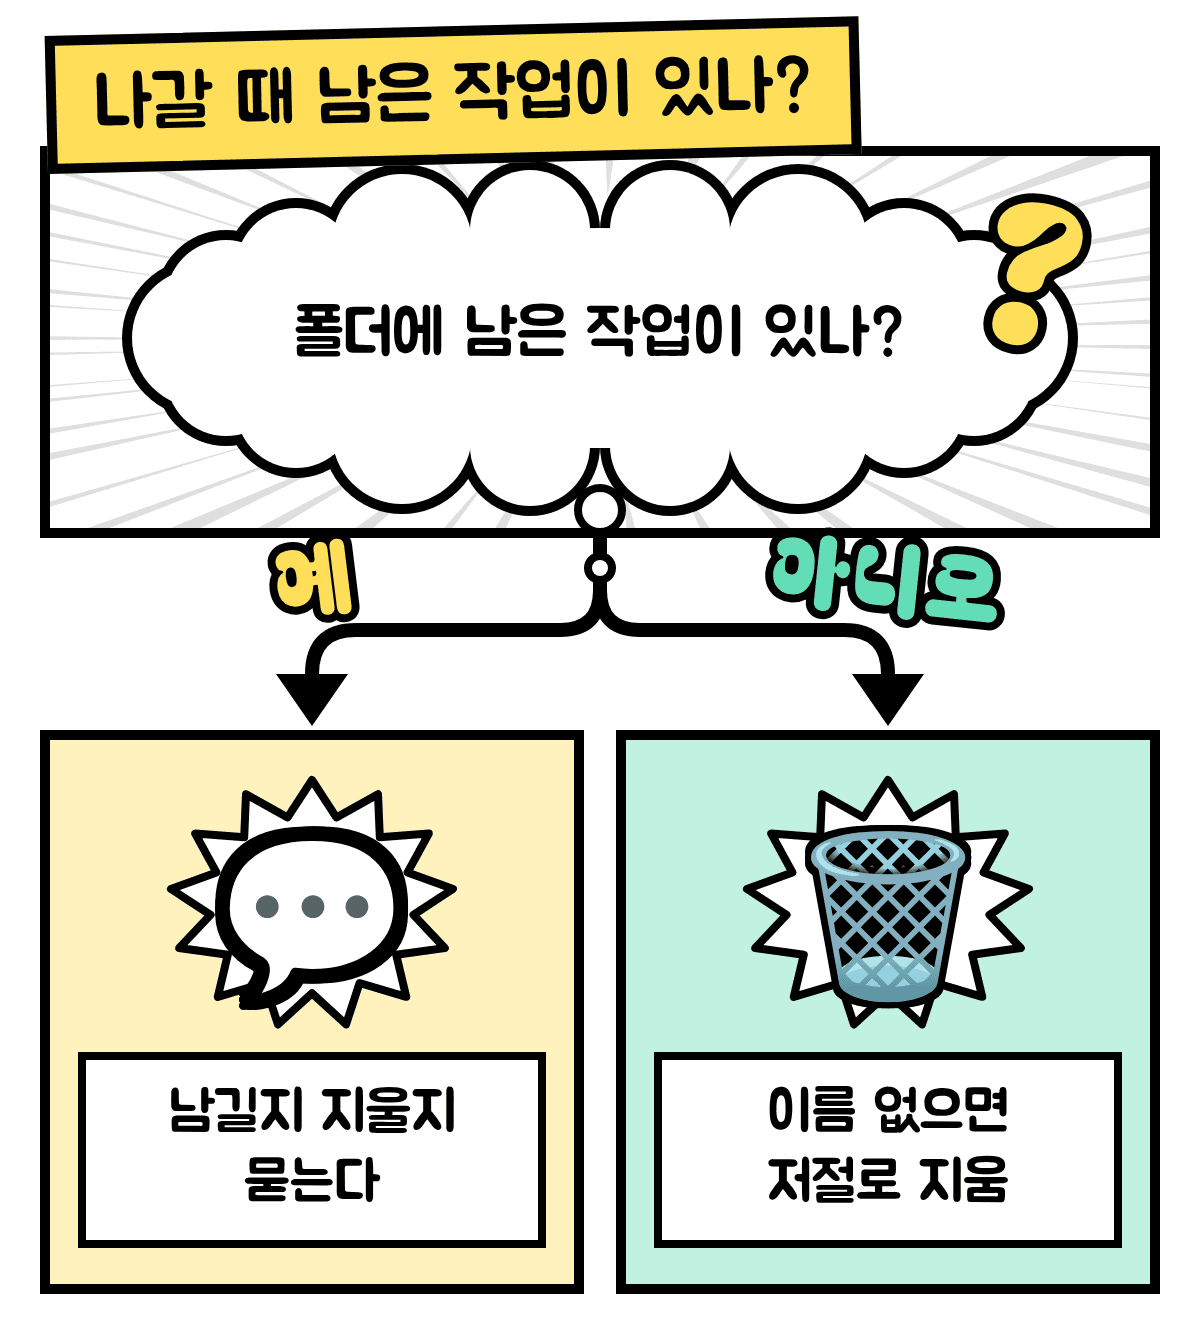 나갈 때 남은 작업이 있나?
폴더에 남은 작업이 있나?
?
예
아니오
남길지 지울지
묻는다
이름 없으면
저절로 지움